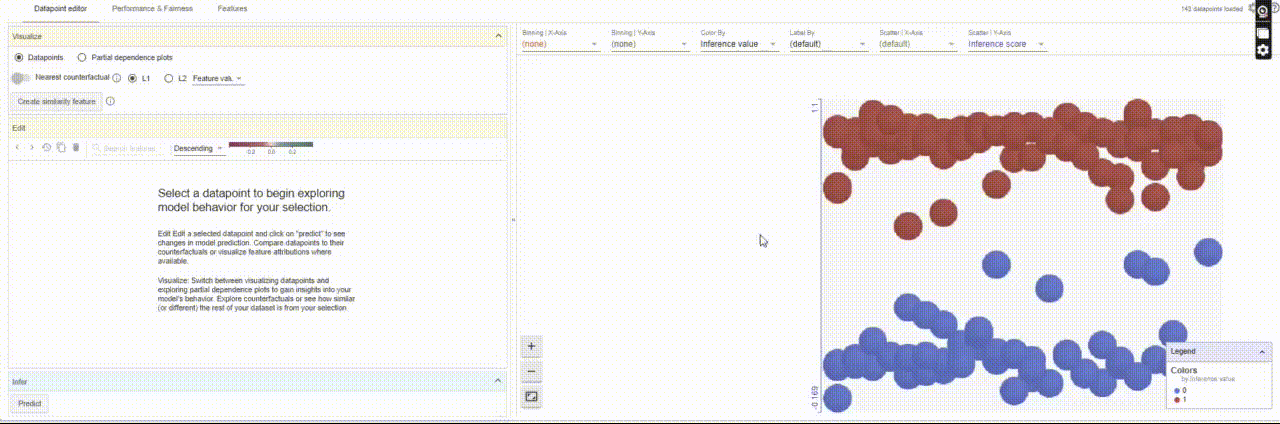 Datapoint editor
Performance & Fairness
Features
143 datapoints loaded
Visualize
Datapoints
Partial dependence plots
Nearest counterfactual
L1
L2
Create similarity feature
Edit
Search features
Descending
0.2
0.0
0.2
Select a datapoint to begin exploring
model behavior for your selection.
Edit Edit a selected datapoint and click on "predict" to see
changes in model prediction. Compare datapoints to their
counterfactuals or visualize feature attributions where
available.
Visualize: Switch between visualizing datapoints and
exploring partial dependence plots to gain insights into your
model's behavior. Explore counterfactuals or see how similar
(or different) the rest of your dataset is from your selection
Infer
Predict
Binning | X-Axis
(none)
Binning | Y-Axis
(none)
Color By
Inference value
Label By
(default)
Scatter | X-Axis
(default)
Scatter | Y-Axis
Inference score
1.1
-0.169
Legend
Colors
by Inference value
0
1